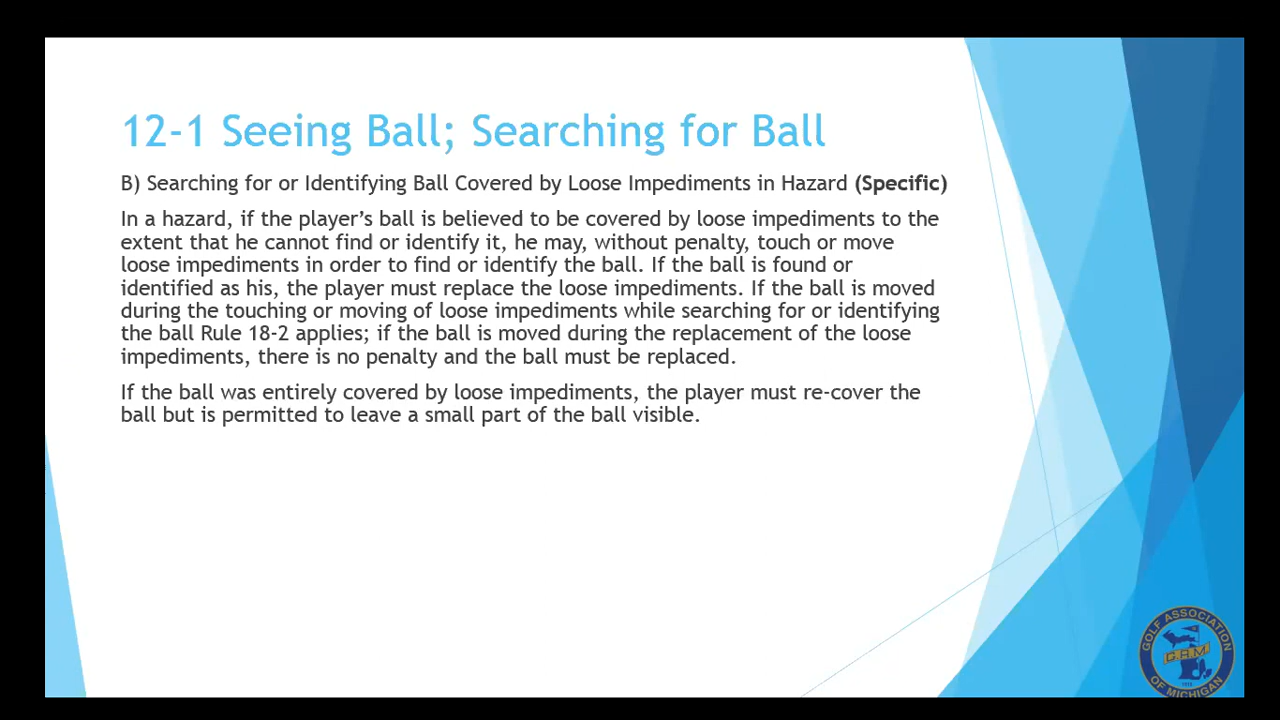 12-1 Seeing Ball; Searching for Ball
B) Searching for or Identifying Ball Covered by Loose Impediments in Hazard (Specific)
In a hazard, if the player's ball is believed to be covered by loose impediments to the
extent that he cannot find or identify it, he may, without penalty, touch or move
loose impediments in order to find or identify the ball. If the ball is found or
identified as his, the player must replace the loose impediments. If the ball is moved
during the touching or moving of loose impediments while searching for or identifying
the ball Rule 18-2 applies; if the ball is moved during the replacement of the loose
impediments, there is no penalty and the ball must be replaced.
If the ball was entirely covered by loose impediments, the player must re-cover the
ball but is permitted to leave a small part of the ball visible.
GOLF ASSOCIATION
G.A.M.
OF MICHIGAN